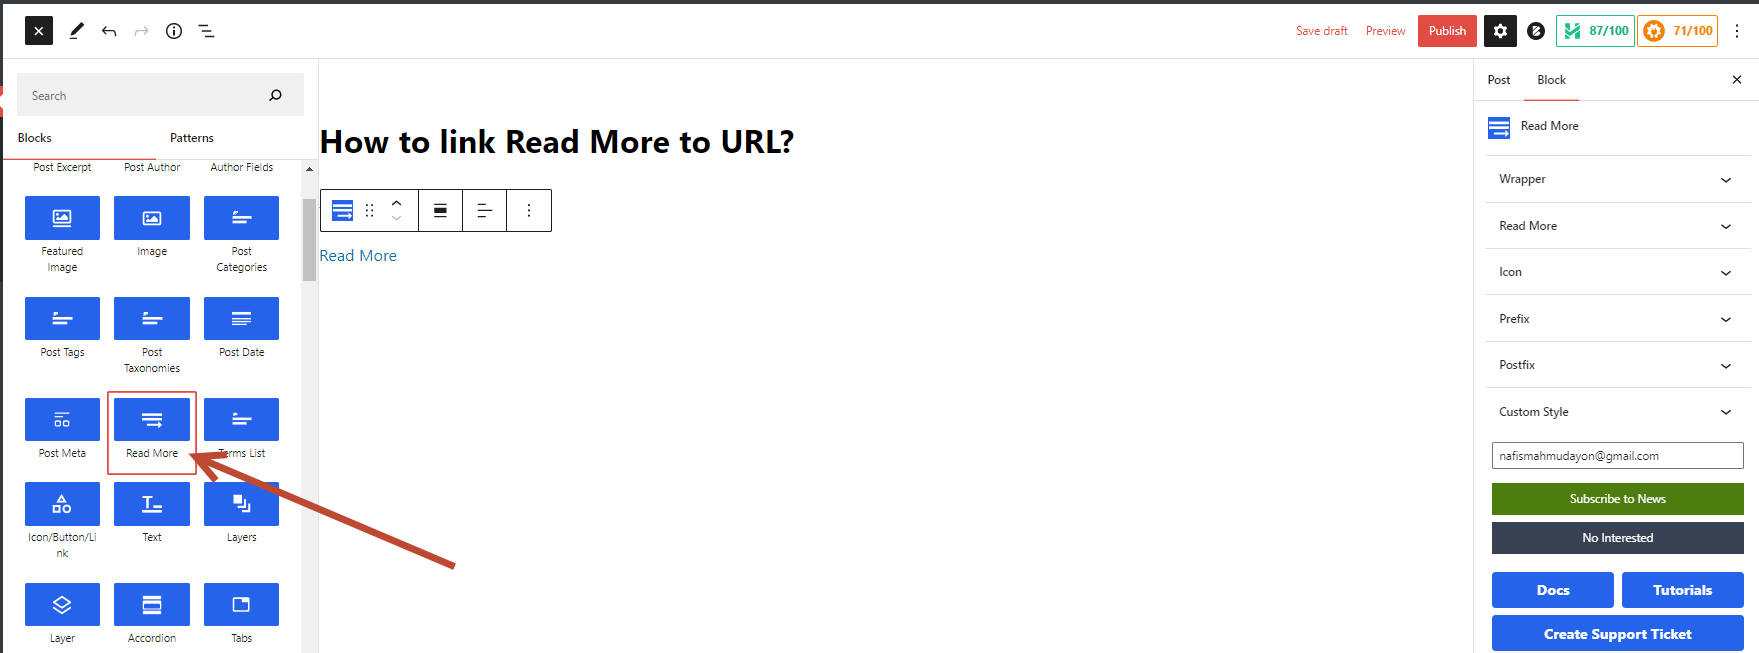 Save draft
Preview
Publish
87/100
71/100
Search
Blocks
Patterns
Post Excerpt
Post Author
Author Fields
Featured
Image
Image
Post
Categories
Post Tags
Post
Taxonomies
Post Date
Post Meta
Read More
Terms List
Icon/Button/Li
nk
Text
Layers
Layer
Accordion
Tabs
How to link Read More to URL?
Read More
Post
Block
Read More
Wrapper
Read More
Icon
Prefix
Postfix
Custom Style
nafismahmudayon@gmail.com
Subscribe to News
No Interested
Docs
Tutorials
Create Support Ticket